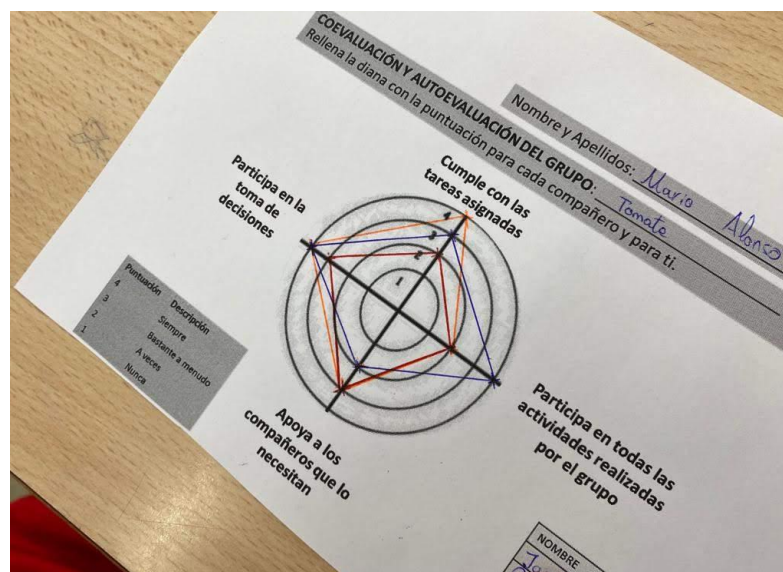 Nombre y Apellidos: Mario Alonso
COEVALUACIÓN Y AUTOEVALUACIÓN DEL GRUPO: Tomate
Rellena la diana con la puntuación para cada compañero y para ti.
Participa en la
toma de
decisiones
Cumple con las
tareas asignadas
4
3
2
1
Puntuación Descripción
4 Siempre
3 Bastante a menudo
2 A veces
1 Nunca
Apoya a los
compañeros que lo
necesitan
Participa en todas las
actividades realizadas
por el grupo
NOMBRE